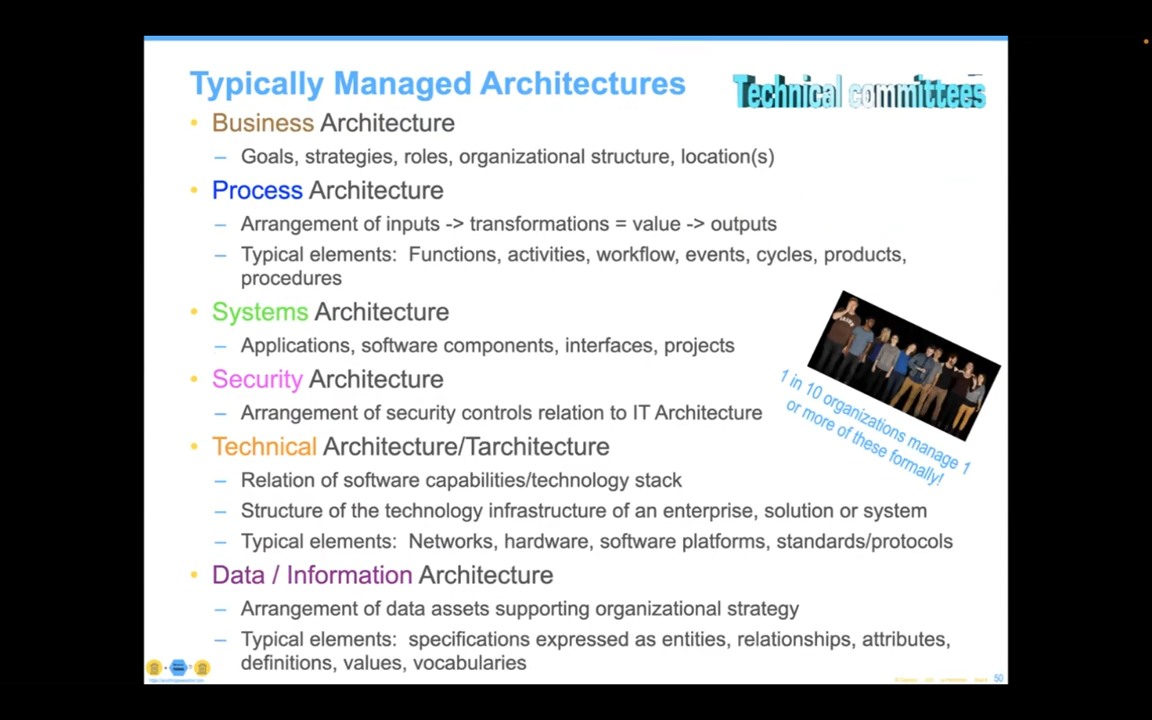 Typically Managed Architectures
Technical committees
• Business Architecture
– Goals, strategies, roles, organizational structure, location(s)
• Process Architecture
– Arrangement of inputs -> transformations = value -> outputs
– Typical elements: Functions, activities, workflow, events, cycles, products,
procedures
• Systems Architecture
– Applications, software components, interfaces, projects
• Security Architecture
– Arrangement of security controls relation to IT Architecture
1 in 10 organizations manage 1
or more of these formally!
• Technical Architecture/Tarchitecture
– Relation of software capabilities/technology stack
– Structure of the technology infrastructure of an enterprise, solution or system
– Typical elements: Networks, hardware, software platforms, standards/protocols
• Data / Information Architecture
– Arrangement of data assets supporting organizational strategy
– Typical elements: specifications expressed as entities, relationships, attributes,
definitions, values, vocabularies
50